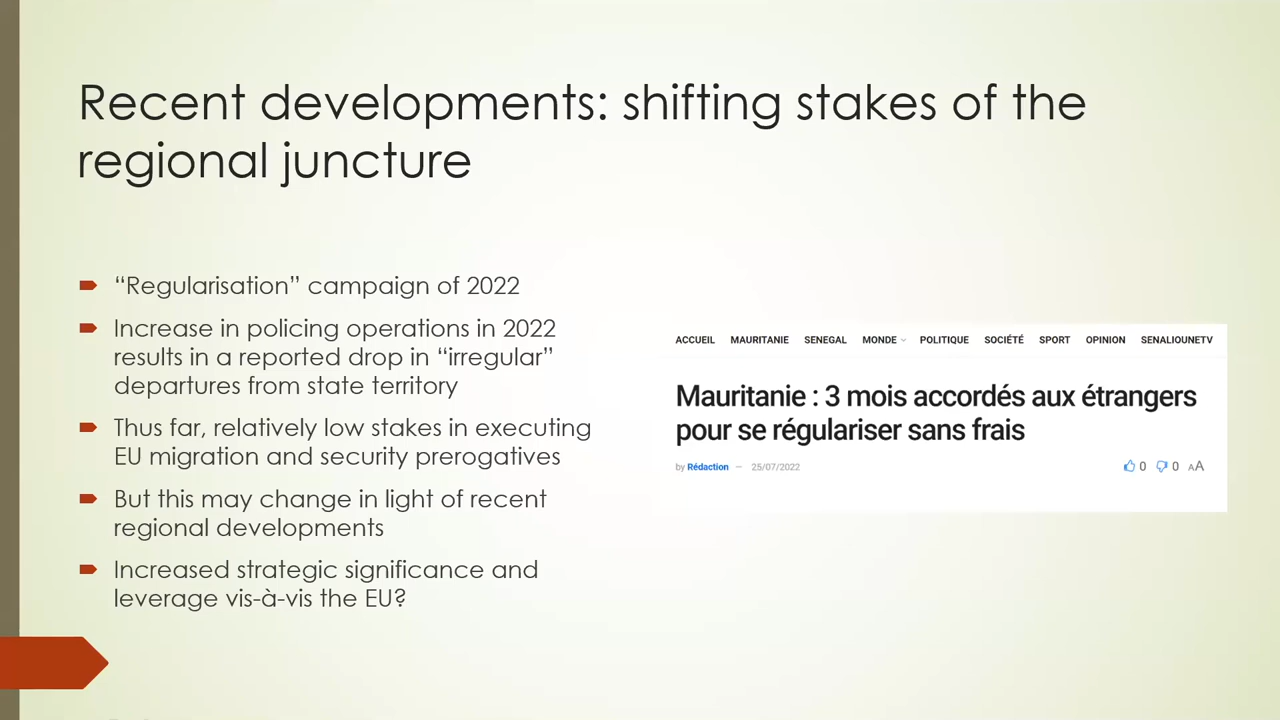 Recent developments: shifting stakes of the
regional juncture
“Regularisation” campaign of 2022
Increase in policing operations in 2022
results in a reported drop in “irregular”
departures from state territory
Thus far, relatively low stakes in executing
EU migration and security prerogatives
But this may change in light of recent
regional developments
Increased strategic significance and
leverage vis-à-vis the EU?
ACCUEIL MAURITANIE SENEGAL MONDE POLITIQUE SOCIÉTÉ SPORT OPINION SENALIOUNETV
Mauritanie : 3 mois accordés aux étrangers
pour se régulariser sans frais
by Rédaction — 25/07/2022 0 0 AA